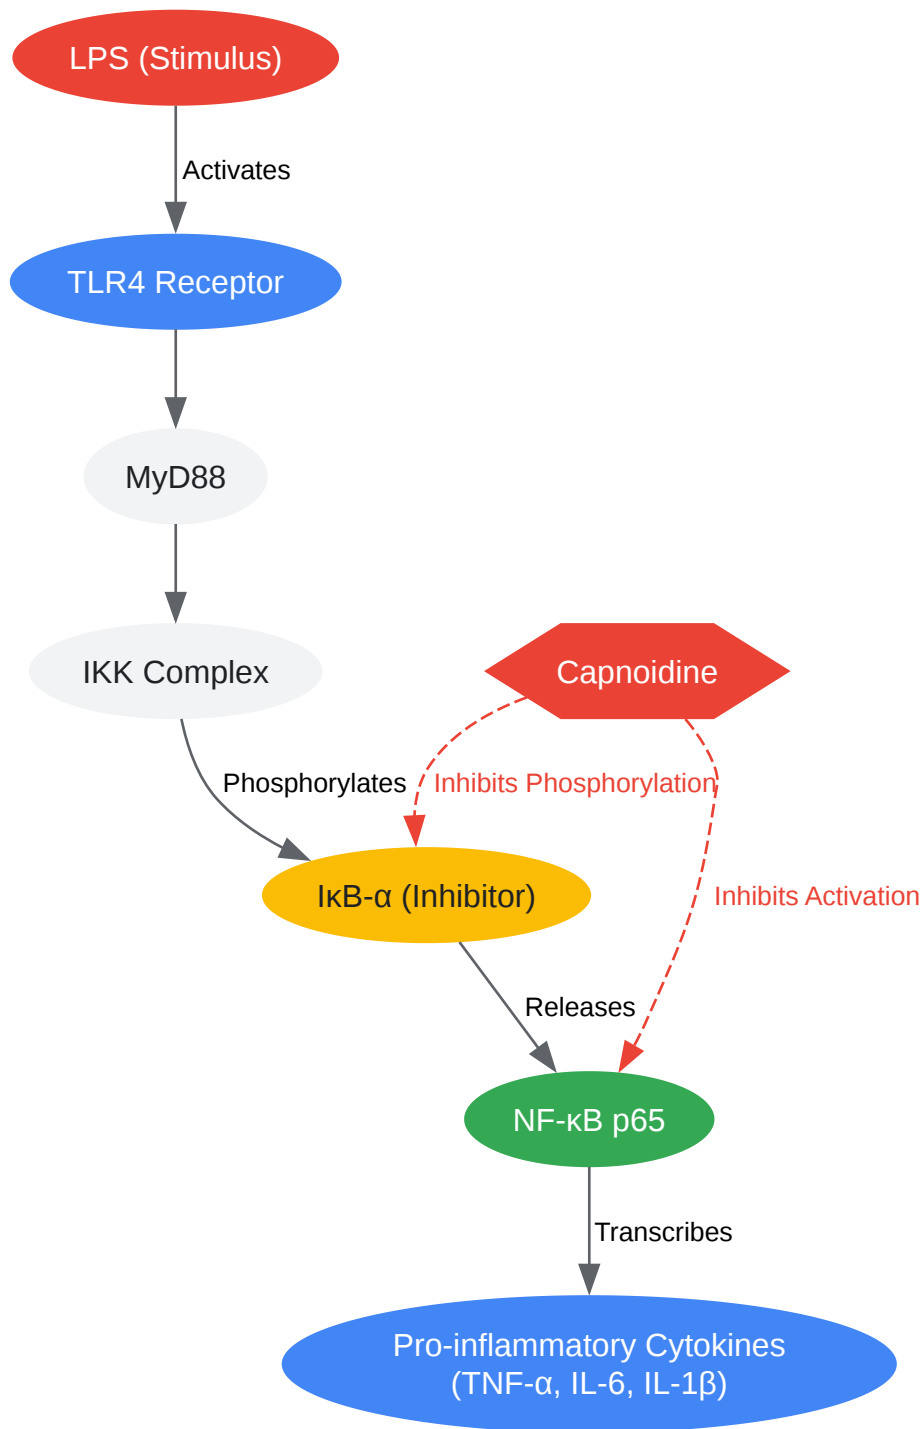 LPS (Stimulus)
Activates
TLR4 Receptor
MyD88
IKK Complex
Capnoidine
Phosphorylates
Inhibits Phosphorylation
IκB-α (Inhibitor)
Inhibits Activation
Releases
NF-κB p65
Transcribes
Pro-inflammatory Cytokines
(TNF-α, IL-6, IL-1β)